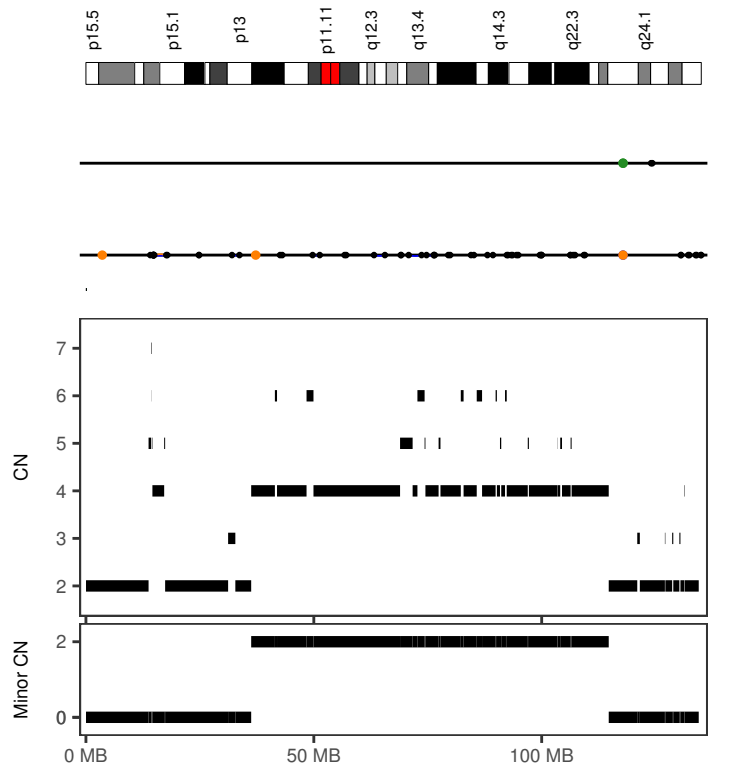 p15.5
p15.1
p13
p11.11
q12.3
q13.4
q14.3
q22.3
q24.1
CN
7
6
5
4
3
2
Minor CN
2
0
0 MB
50 MB
100 MB